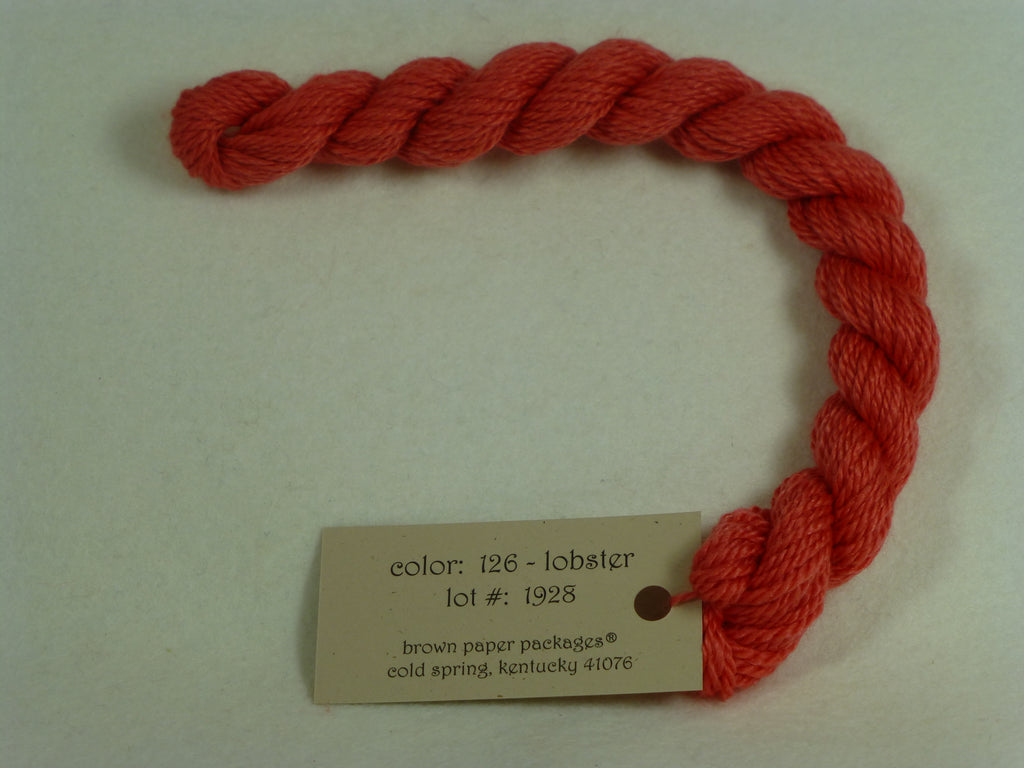 color: 126 - lobster
lot #: 1928
brown paper packages®
cold spring, kentucky 41076